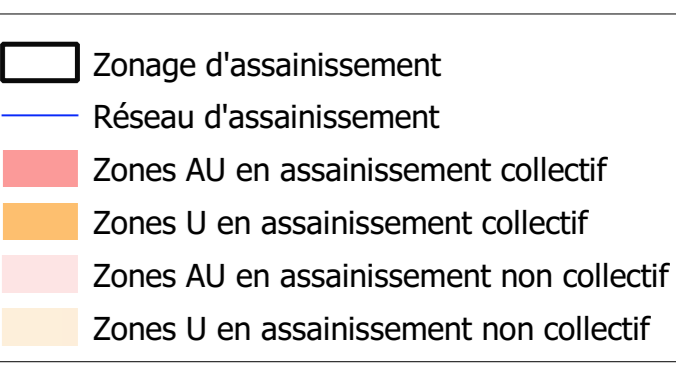 Zonage d'assainissement
Réseau d'assainissement
Zones AU en assainissement collectif
Zones U en assainissement collectif
Zones AU en assainissement non collectif
Zones U en assainissement non collectif